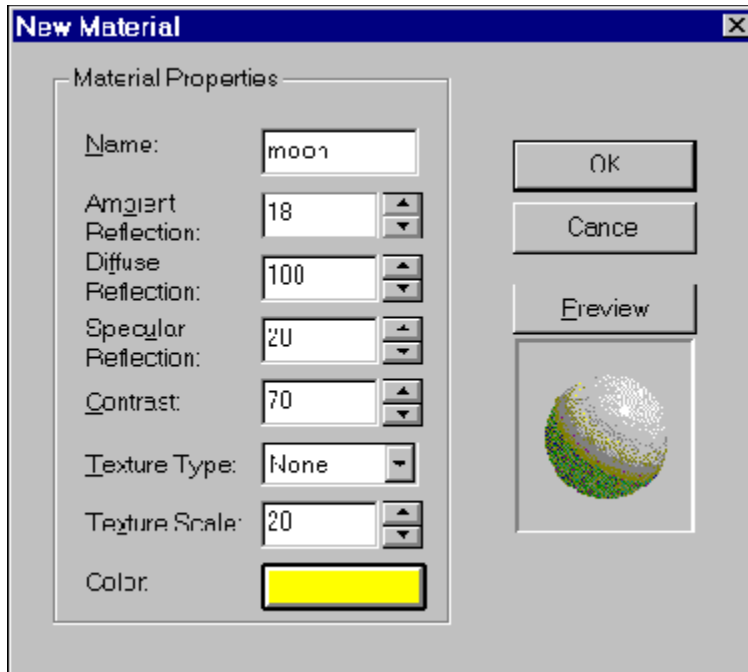 New Material
Material Properties
Name:
moon
Ambient
Reflection:
18
Diffuse
Reflection:
100
Specular
Reflection:
20
Contrast:
70
Texture Type:
None
Texture Scale:
20
Color:
OK
Cance
Preview